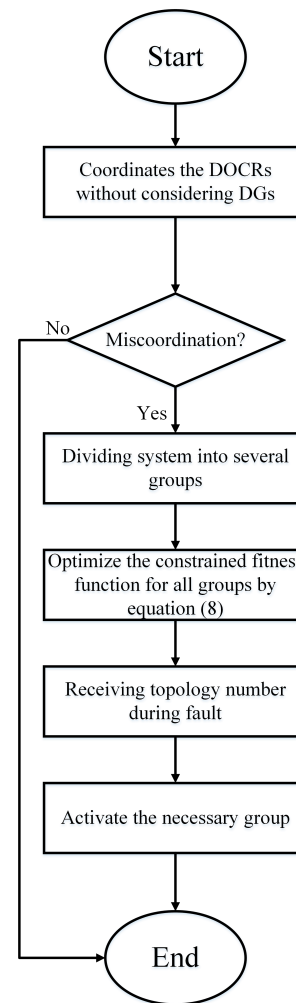 Start
Coordinates the DOCRs
without considering DGs
No
Miscoordination?
Yes
Dividing system into several
groups
Optimize the constrained fitness
function for all groups by
equation (8)
Receiving topology number
during fault
Activate the necessary group
End